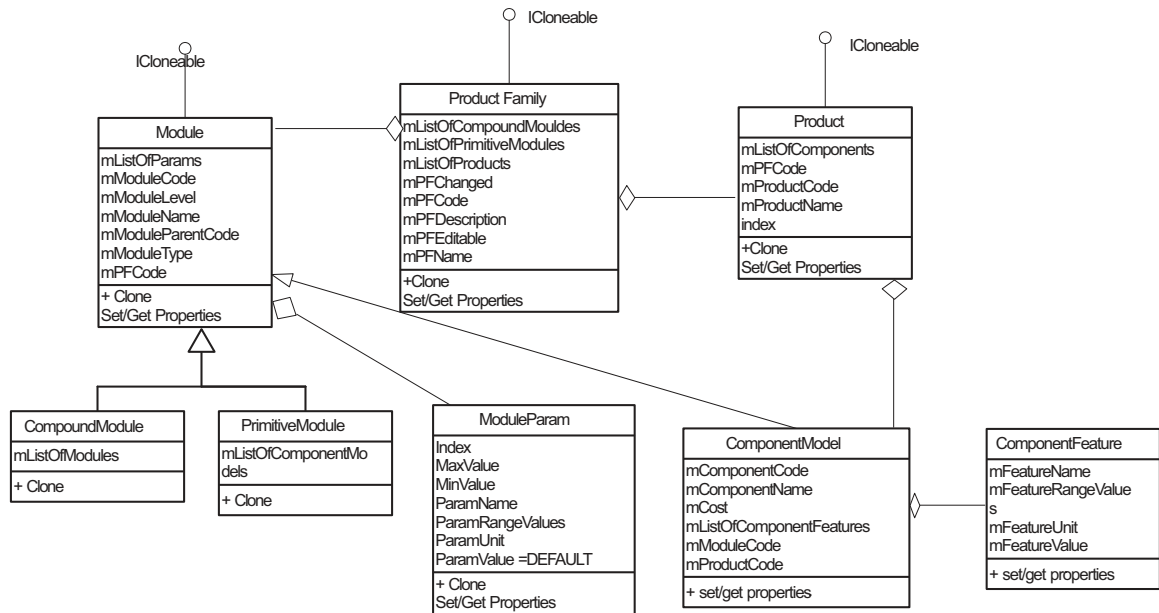 ICloneable
ICloneable
ICloneable
Module
mListOfParams
mModuleCode
mModuleLevel
mModuleName
mModuleParentCode
mModuleType
mPFCode
+ Clone
Set/Get Properties
Product Family
mListOfCompoundMouldes
mListOfPrimitiveModules
mListOfProducts
mPFChanged
mPFCode
mPFDescription
mPFEditable
mPFName
+Clone
Set/Get Properties
Product
mListOfComponents
mPFCode
mProductCode
mProductName
index
+Clone
Set/Get Properties
CompoundModule
mListOfModules
+ Clone
PrimitiveModule
mListOfComponentMo
dels
+ Clone
ModuleParam
Index
MaxValue
MinValue
ParamName
ParamRangeValues
ParamUnit
ParamValue =DEFAULT
+ Clone
Set/Get Properties
ComponentModel
mComponentCode
mComponentName
mCost
mListOfComponentFeatures
mModuleCode
mProductCode
+ set/get properties
ComponentFeature
mFeatureName
mFeatureRangeValue
s
mFeatureUnit
mFeatureValue
+ set/get properties